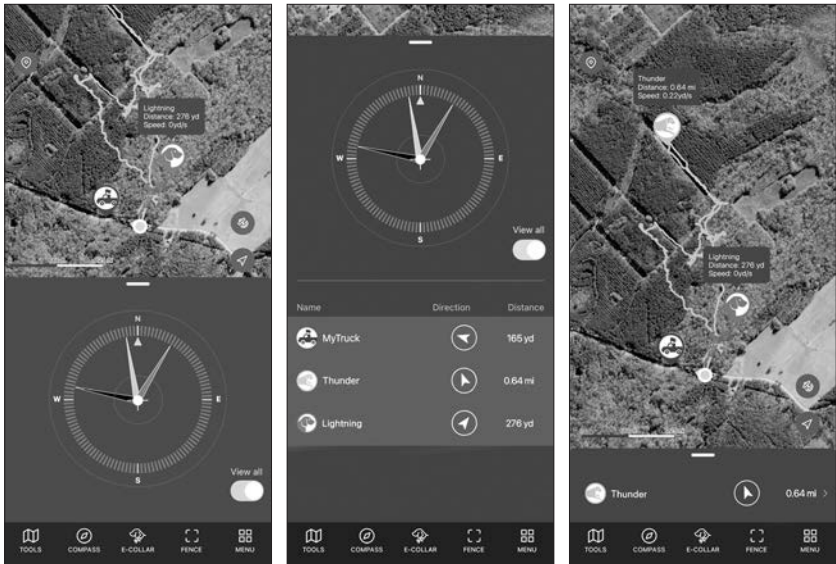 Lightning
Distance: 276 yd
Speed: 0yd/s
N
W
E
S
View all
TOOLS
COMPASS
E-COLLAR
FENCE
MENU
N
W
E
S
View all
Name Direction Distance
MyTruck 165 yd
Thunder 0.64 mi
Lightning 276 yd
TOOLS
COMPASS
E-COLLAR
FENCE
MENU
Thunder
Distance: 0.64 mi
Speed: 0.22yd/s
Lightning
Distance: 276 yd
Speed: 0yd/s
Thunder 0.64 mi
TOOLS
COMPASS
E-COLLAR
FENCE
MENU